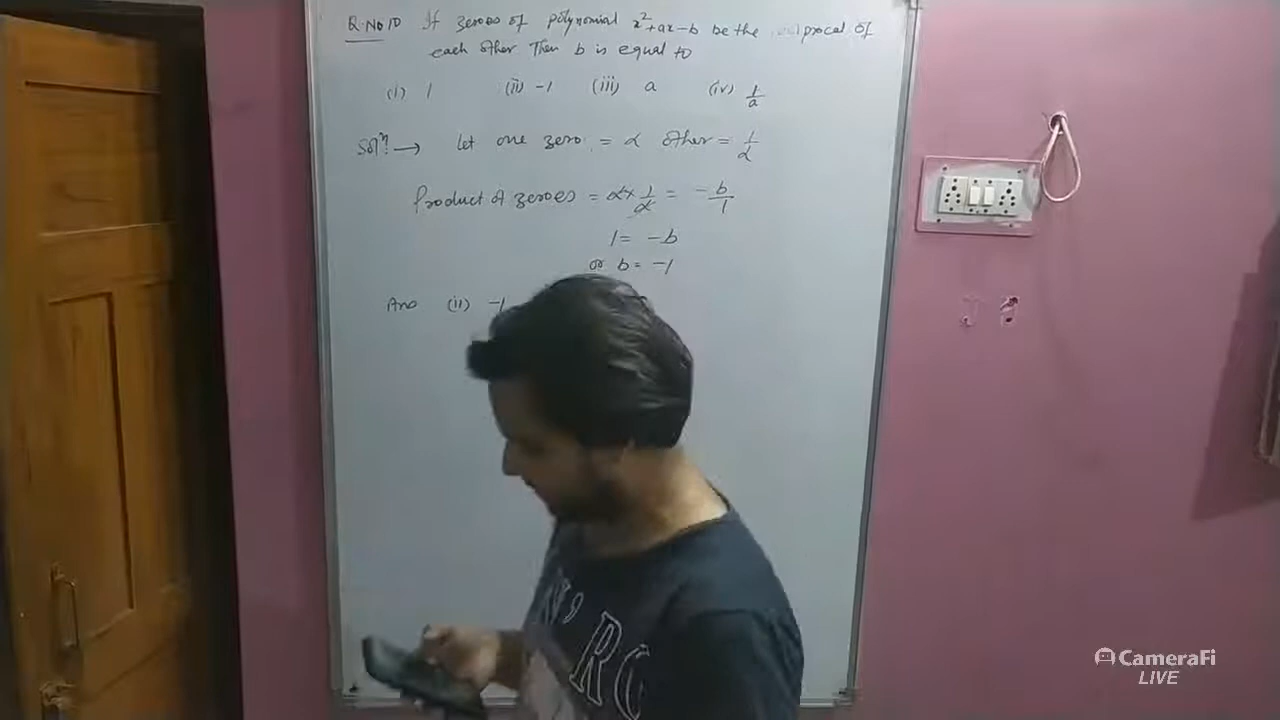 Q. No 10 If zeroes of polynomial x²+ax-b be the reciprocal of
each other Then b is equal to
(i) 1 (ii) -1 (iii) a (iv) 1/a
Solⁿ:→ let one zero = α other = 1/α
Product of zeroes = α × 1/α = -b/1
1 = -b
or b = -1
Ans (ii) -1
CameraFi
LIVE